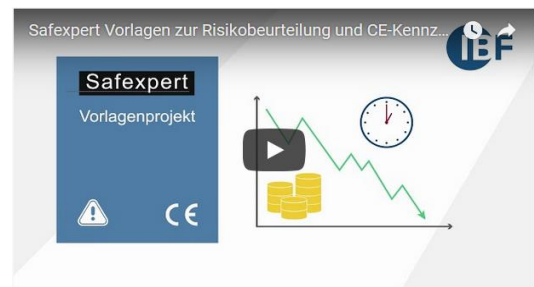 Safexpert Vorlagen zur Risikobeurteilung und CE-Kennz...
IBF
Safexpert
Vorlagenprojekt
CE